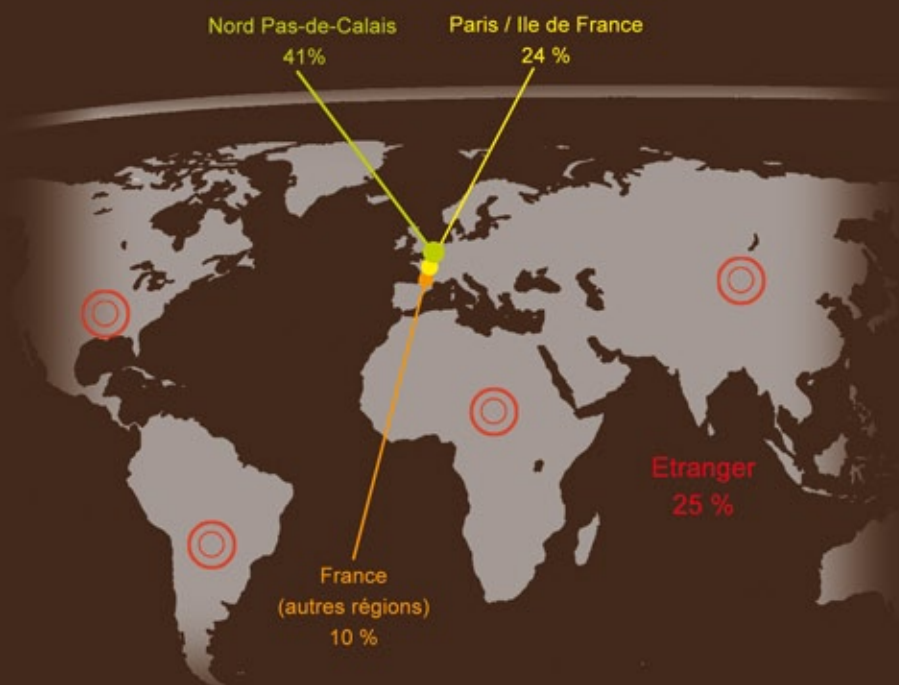 Nord Pas-de-Calais
41%
Paris / Ile de France
24 %
Etranger
25 %
France
(autres régions)
10 %